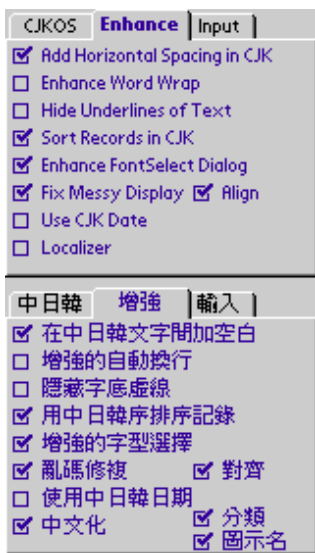 CJKOS Enhance Input
Add Horizontal Spacing in CJK
Enhance Word Wrap
Hide Underlines of Text
Sort Records in CJK
Enhance FontSelect Dialog
Fix Messy Display Align
Use CJK Date
Localizer
中日韓 增強 輸入
在中日韓文字間加空白
增強的自動換行
隱藏字底虛線
用中日韓序排序記錄
增強的字型選擇
亂碼修複 對齊
使用中日韓日期
中文化 分類
圖示名